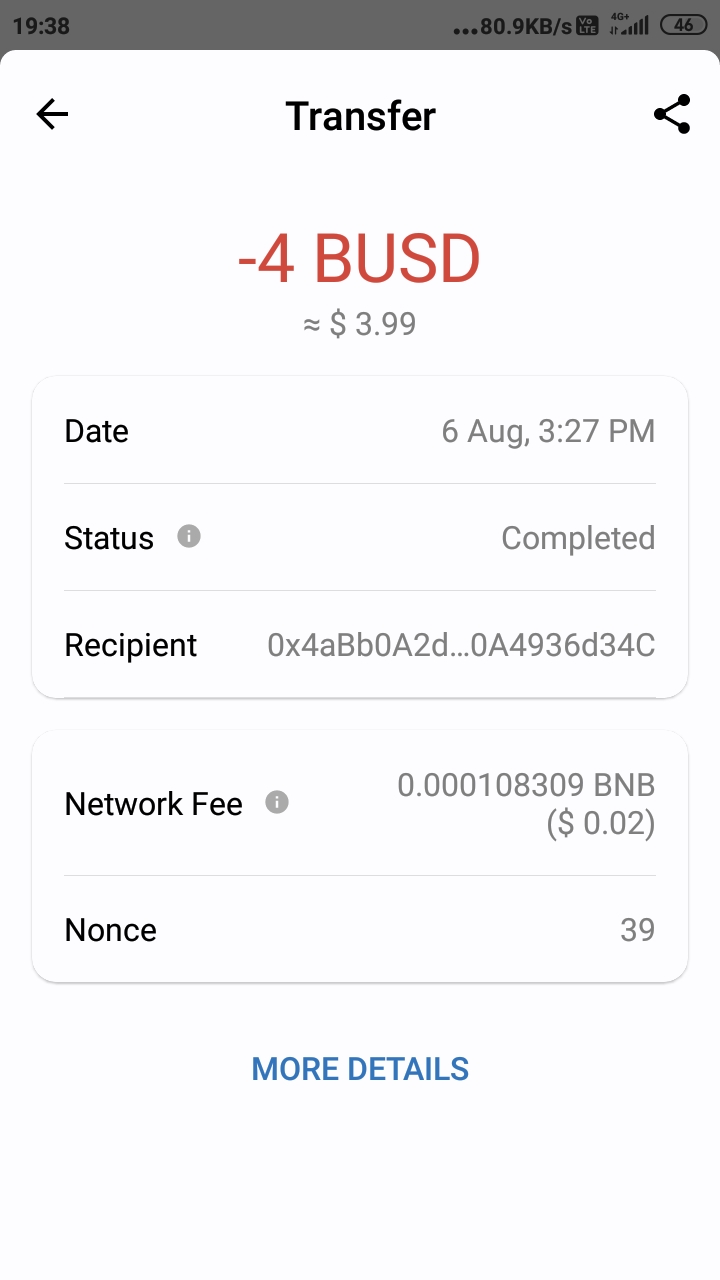 19:38 ...80.9KB/s Vo LTE 4G+ 46
Transfer
-4 BUSD
≈ $ 3.99
Date 6 Aug, 3:27 PM
Status Completed
Recipient 0x4aBb0A2d...0A4936d34C
Network Fee 0.000108309 BNB
($ 0.02)
Nonce 39
MORE DETAILS